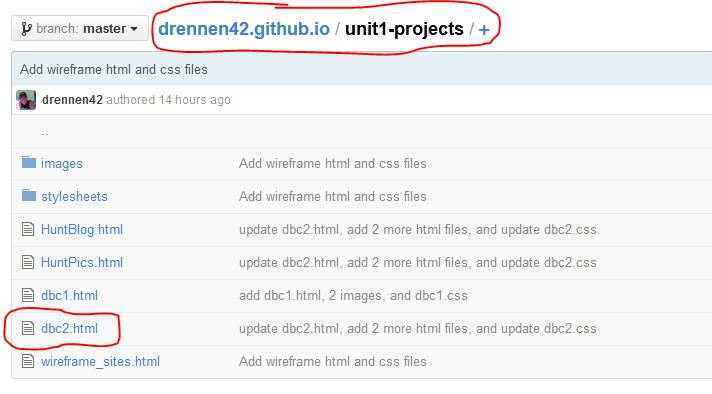 branch: master drennen42.github.io / unit1-projects / +
Add wireframe html and css files
drennen42 authored 14 hours ago
..
images Add wireframe html and css files
stylesheets Add wireframe html and css files
HuntBlog.html update dbc2.html, add 2 more html files, and update dbc2.css
HuntPics.html update dbc2.html, add 2 more html files, and update dbc2.css
dbc1.html add dbc1.html, 2 images, and dbc1.css
dbc2.html update dbc2.html, add 2 more html files, and update dbc2.css
wireframe_sites.html Add wireframe html and css files